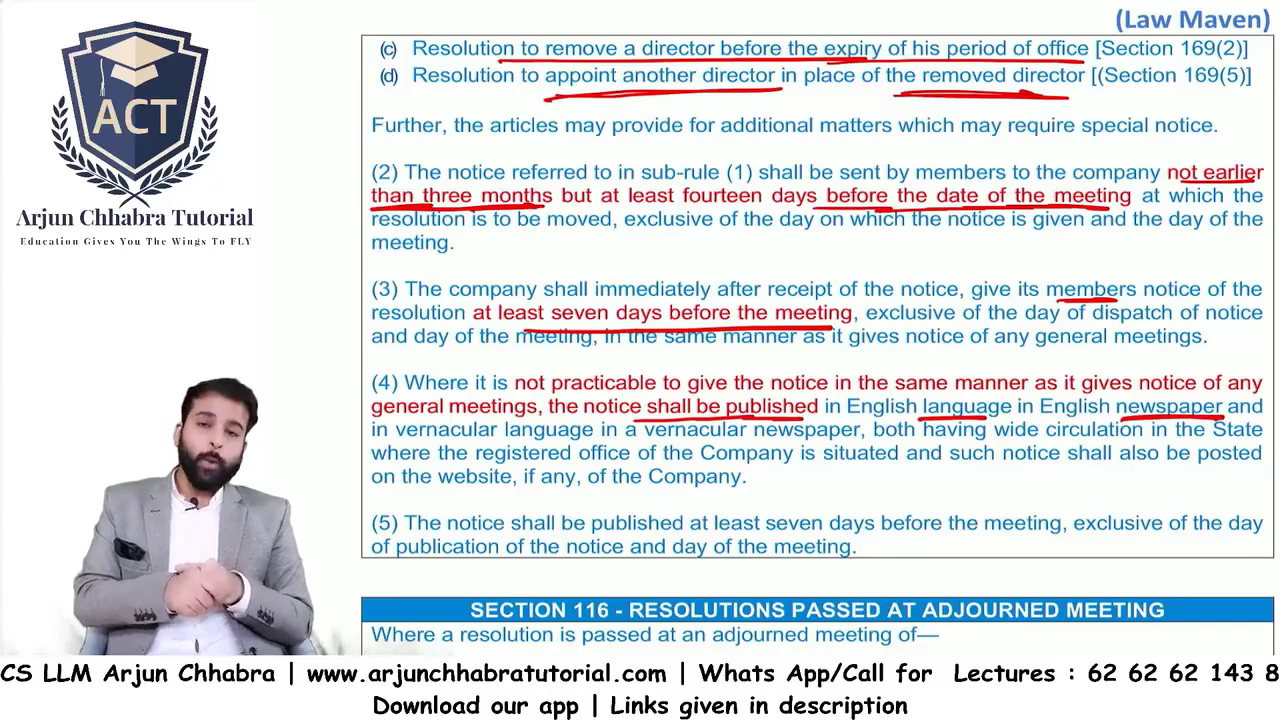 (Law Maven)
ACT
Arjun Chhabra Tutorial
Education Gives You The Wings To FLY
(c) Resolution to remove a director before the expiry of his period of office [Section 169(2)]
(d) Resolution to appoint another director in place of the removed director [(Section 169(5)]
Further, the articles may provide for additional matters which may require special notice.
(2) The notice referred to in sub-rule (1) shall be sent by members to the company not earlier
than three months but at least fourteen days before the date of the meeting at which the
resolution is to be moved, exclusive of the day on which the notice is given and the day of the
meeting.
(3) The company shall immediately after receipt of the notice, give its members notice of the
resolution at least seven days before the meeting, exclusive of the day of dispatch of notice
and day of the meeting, in the same manner as it gives notice of any general meetings.
(4) Where it is not practicable to give the notice in the same manner as it gives notice of any
general meetings, the notice shall be published in English language in English newspaper and
in vernacular language in a vernacular newspaper, both having wide circulation in the State
where the registered office of the Company is situated and such notice shall also be posted
on the website, if any, of the Company.
(5) The notice shall be published at least seven days before the meeting, exclusive of the day
of publication of the notice and day of the meeting.
SECTION 116 - RESOLUTIONS PASSED AT ADJOURNED MEETING
Where a resolution is passed at an adjourned meeting of—
CS LLM Arjun Chhabra | www.arjunchhabratutorial.com | Whats App/Call for Lectures : 62 62 62 143 8
Download our app | Links given in description